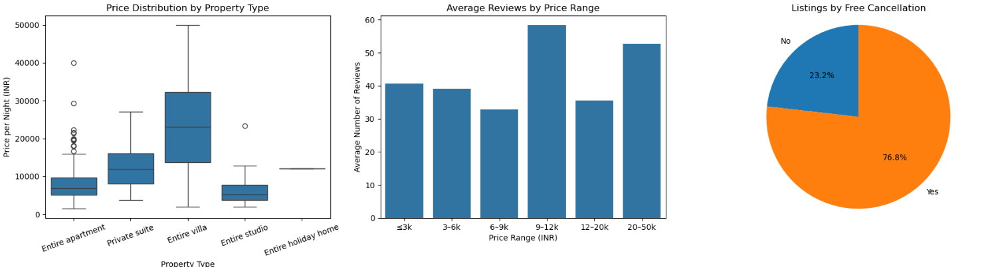 Price Distribution by Property Type
Price per Night (INR)
50000
40000
30000
20000
10000
0
Entire apartment
Private suite
Entire villa
Entire studio
Entire holiday home
Property Type
Average Reviews by Price Range
Average Number of Reviews
60
50
40
30
20
10
0
≤3k
3–6k
6–9k
9–12k
12–20k
20–50k
Price Range (INR)
Listings by Free Cancellation
No
23.2%
76.8%
Yes